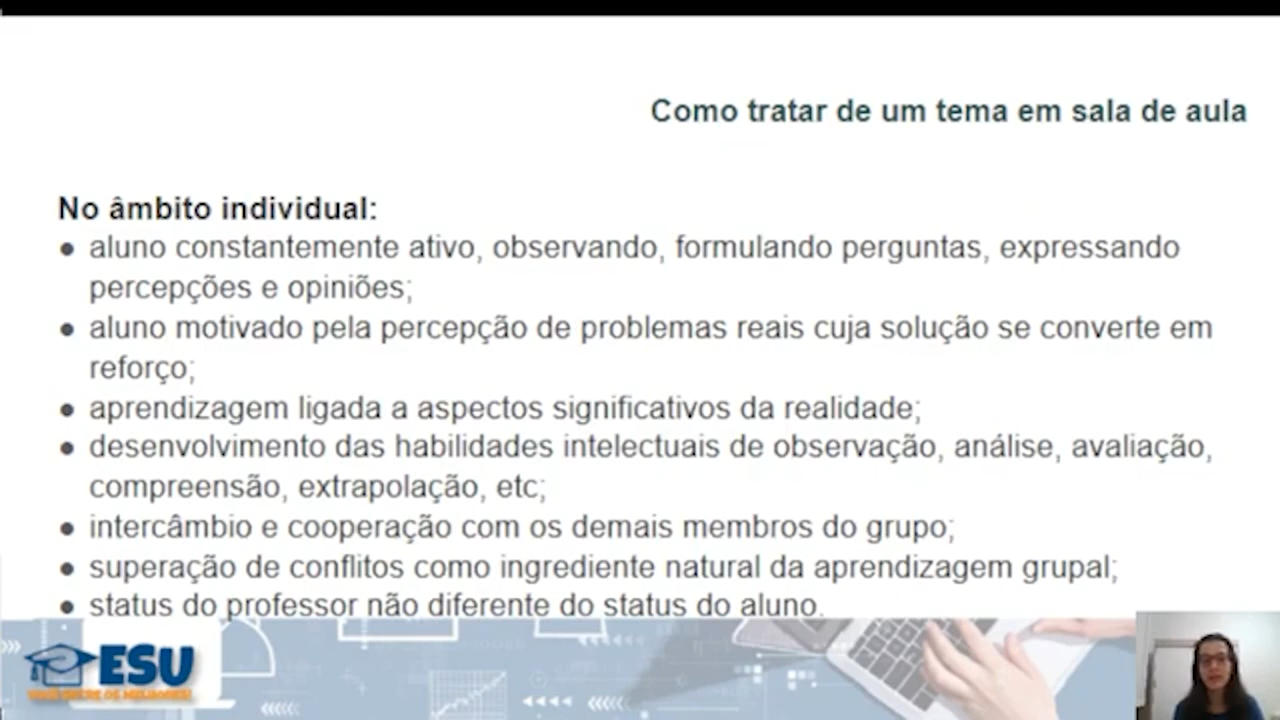 Como tratar de um tema em sala de aula
No âmbito individual:
● aluno constantemente ativo, observando, formulando perguntas, expressando
percepções e opiniões;
● aluno motivado pela percepção de problemas reais cuja solução se converte em
reforço;
● aprendizagem ligada a aspectos significativos da realidade;
● desenvolvimento das habilidades intelectuais de observação, análise, avaliação,
compreensão, extrapolação, etc;
● intercâmbio e cooperação com os demais membros do grupo;
● superação de conflitos como ingrediente natural da aprendizagem grupal;
● status do professor não diferente do status do aluno.
ESU
VOCÊ ENTRE OS MELHORES!